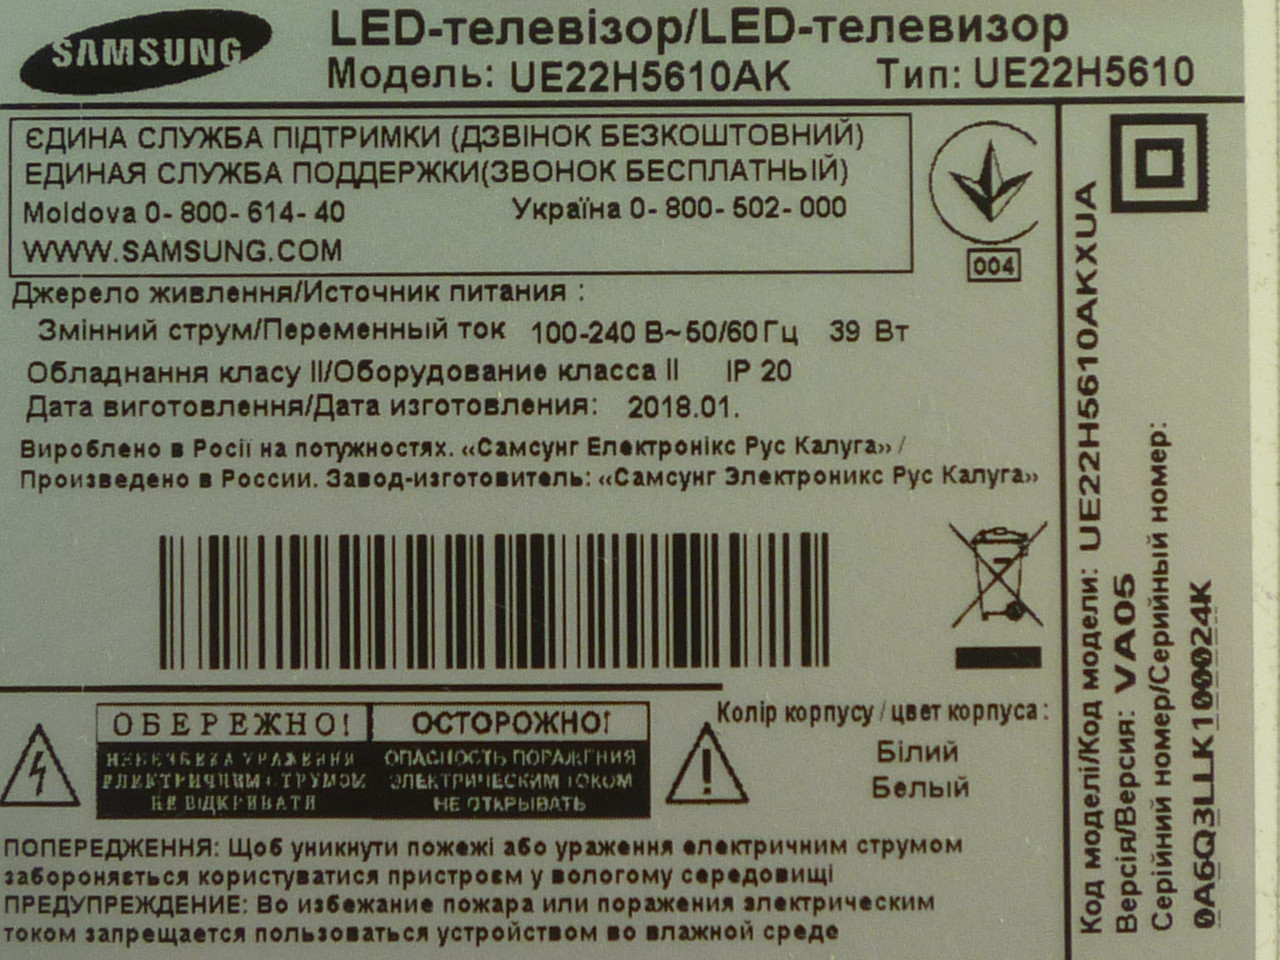 SAMSUNG
LED-телевізор/LED-телевизор
Модель: UE22H5610AK Тип: UE22H5610
ЄДИНА СЛУЖБА ПІДТРИМКИ (ДЗВІНОК БЕЗКОШТОВНИЙ)
ЕДИНАЯ СЛУЖБА ПОДДЕРЖКИ(ЗВОНОК БЕСПЛАТНЫЙ)
Moldova 0-800-614-40 Україна 0-800-502-000
WWW.SAMSUNG.COM
004
Джерело живлення/Источник питания :
Змінний струм/Переменный ток 100-240 В~50/60 Гц 39 Вт
Обладнання класу II/Оборудование класса II IP 20
Дата виготовлення/Дата изготовления: 2018.01.
Вироблено в Росії на потужностях. «Самсунг Електронікс Рус Калуга» /
Произведено в России. Завод-изготовитель: «Самсунг Электроникс Рус Калуга»
Колір корпусу / цвет корпуса :
Білий
Белый
ОБЕРЕЖНО! ОСТОРОЖНО!
НЕБЕЗПЕКА УРАЖЕННЯ ОПАСНОСТЬ ПОРАЖЕНИЯ
ЕЛЕКТРИЧНИМ СТРУМОМ ЭЛЕКТРИЧЕСКИМ ТОКОМ
НЕ ВІДКРИВАТИ НЕ ОТКРЫВАТЬ
ПОПЕРЕДЖЕННЯ: Щоб уникнути пожежі або ураження електричним струмом
забороняється користуватися пристроєм у вологому середовищі
ПРЕДУПРЕЖДЕНИЕ: Во избежание пожара или поражения электрическим
током запрещается пользоваться устройством во влажной среде
Код моделі/Код модели: UE22H5610AKXUA
Версія/Версия: VA05
Серійний номер/Серийный номер:
0A6Q3LLK100024K